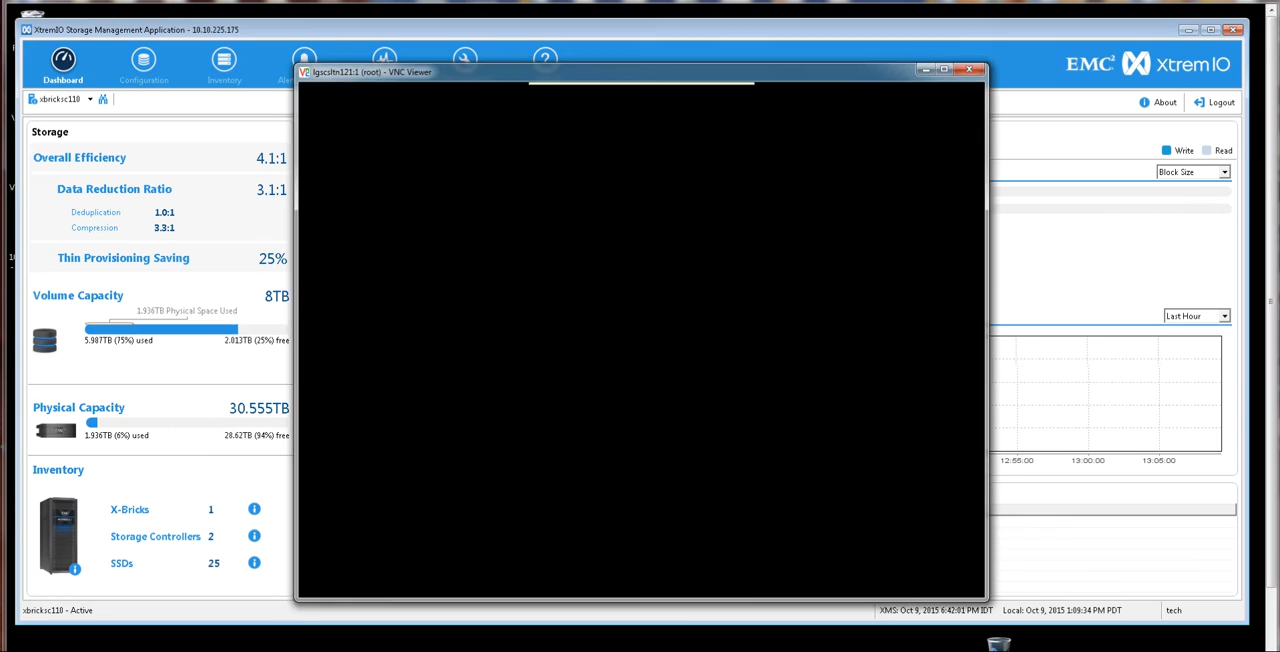 XtremIO Storage Management Application - 10.10.225.175
Dashboard
Configuration
Inventory
?
EMC² XtremIO
lgscsltn121:1 (root) - VNC Viewer
xbricksc110
About
Logout
Storage
Overall Efficiency 4.1:1
Data Reduction Ratio 3.1:1
Deduplication 1.0:1
Compression 3.3:1
Thin Provisioning Saving 25%
Volume Capacity 8TB
1.936TB Physical Space Used
5.987TB (75%) used 2.013TB (25%) free
Physical Capacity 30.555TB
1.936TB (6%) used 28.62TB (94%) free
Inventory
X-Bricks 1
Storage Controllers 2
SSDs 25
Write Read
Block Size
Last Hour
12:55:00 13:00:00 13:05:00
xbricksc110 - Active
XMS: Oct 9, 2015 6:42:01 PM IDT Local: Oct 9, 2015 1:09:34 PM PDT tech